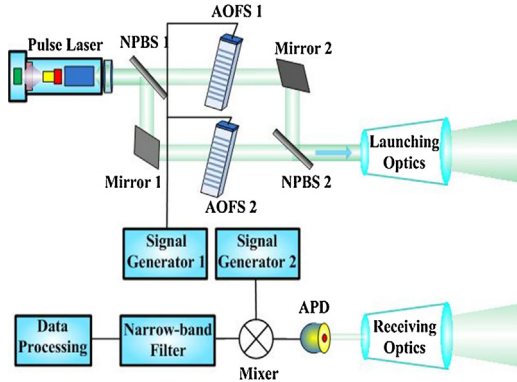 AOFS 1
NPBS 1
Pulse Laser
Mirror 2
Launching
Optics
Mirror 1
NPBS 2
AOFS 2
Signal
Generator 1
Signal
Generator 2
APD
Data
Processing
Narrow-band
Filter
Receiving
Optics
Mixer